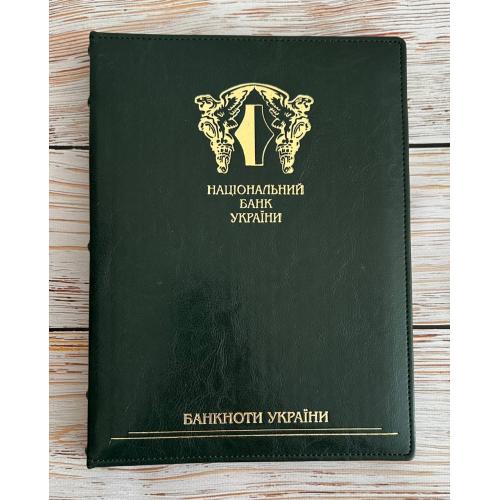 НАЦІОНАЛЬНИЙ
БАНК
УКРАЇНИ
БАНКНОТИ УКРАЇНИ